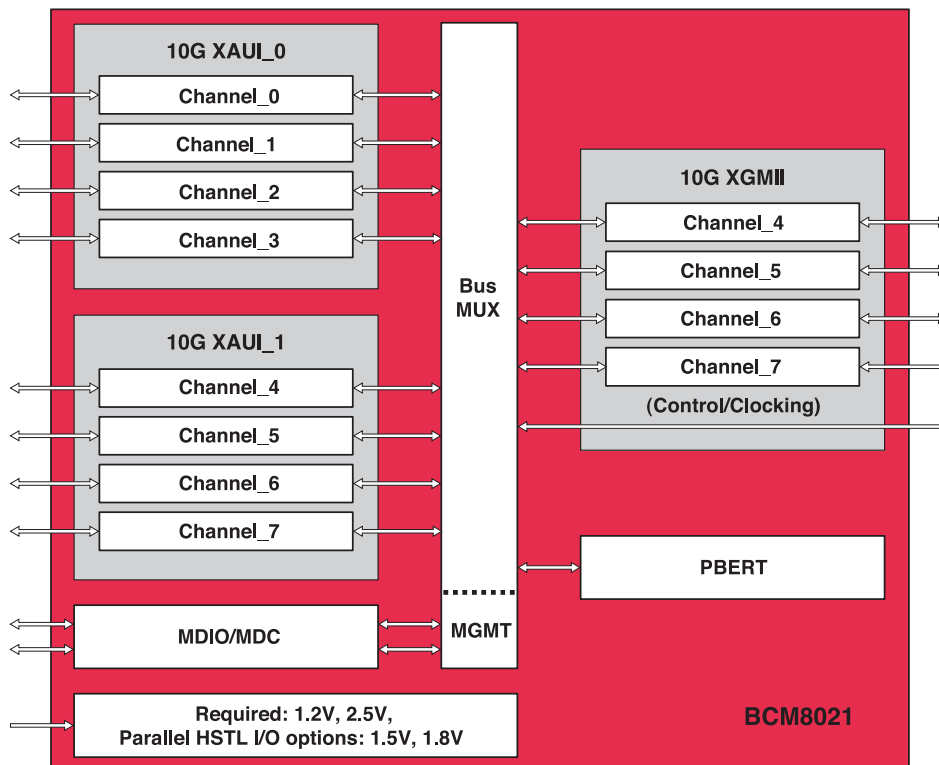 10G XAUI_0
Channel_0
Channel_1
Channel_2
Channel_3
10G XAUI_1
Channel_4
Channel_5
Channel_6
Channel_7
MDIO/MDC
Required: 1.2V, 2.5V,
Parallel HSTL I/O options: 1.5V, 1.8V
Bus
MUX
MGMT
10G XGMII
Channel_4
Channel_5
Channel_6
Channel_7
(Control/Clocking)
PBERT
BCM8021